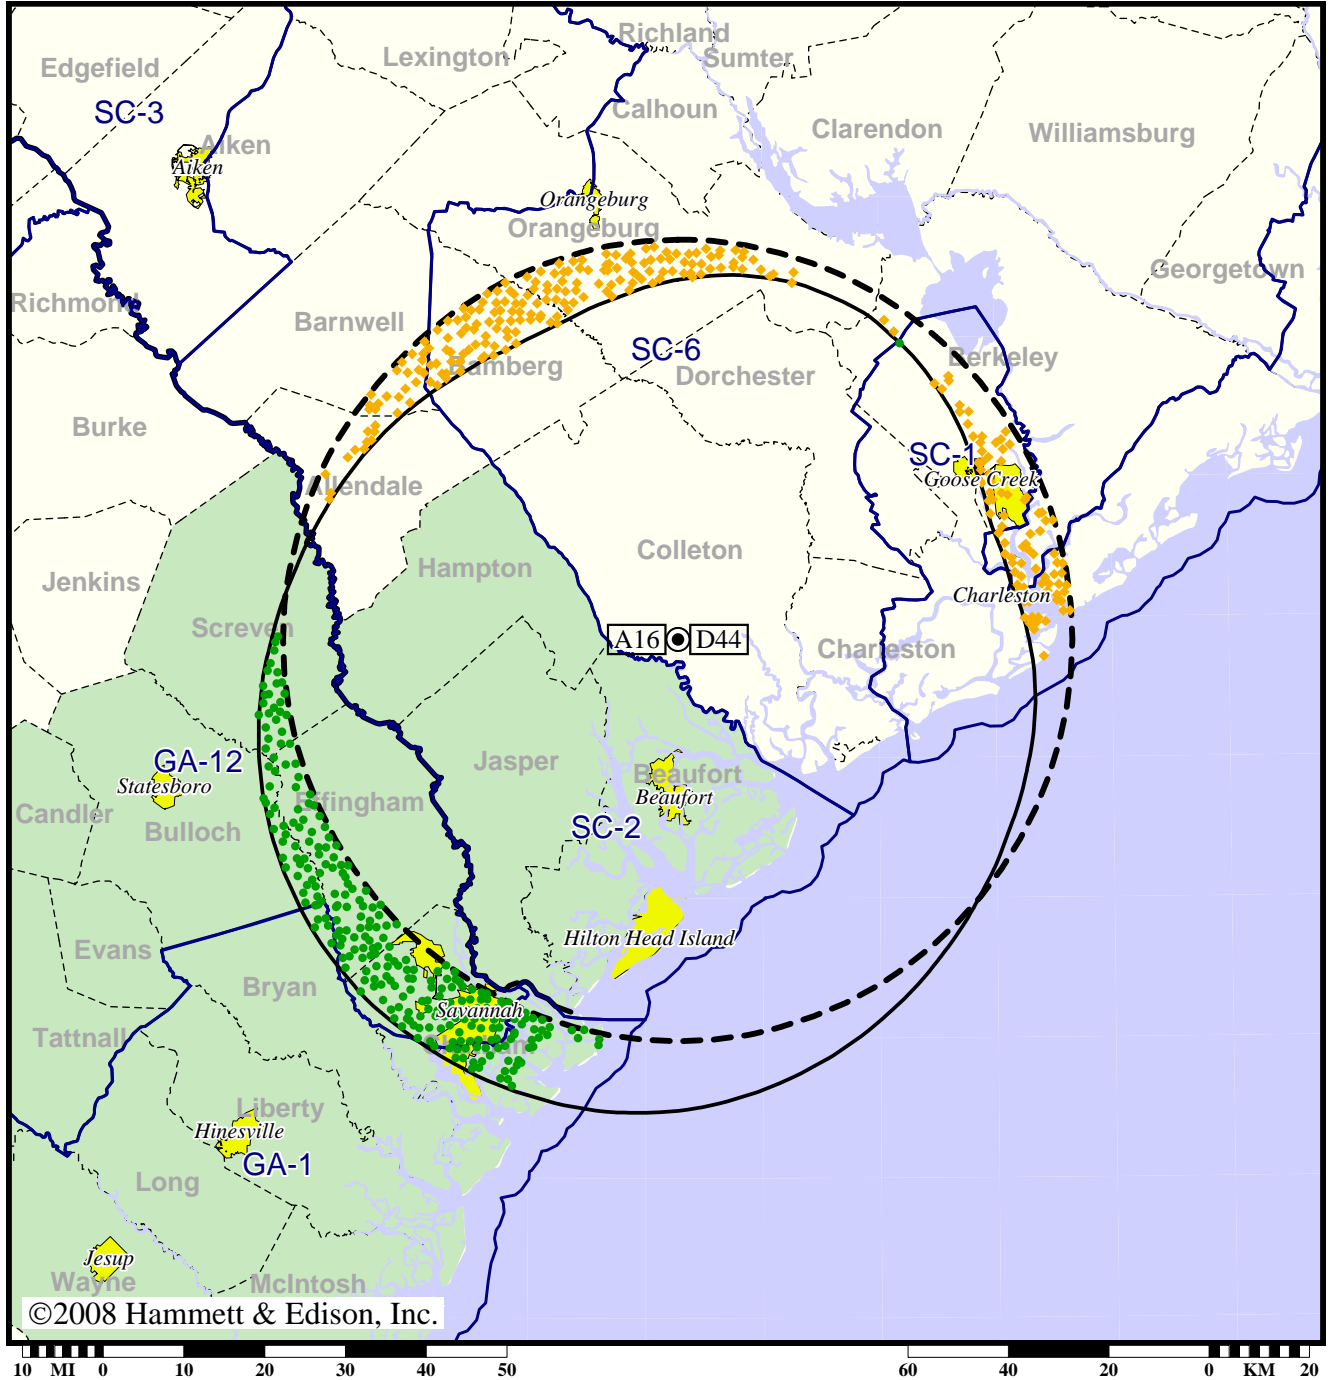 Richland
Lexington
Sumter
Edgefield
SC-3
Calhoun
Clarendon
Williamsburg
Aiken
Aiken
Orangeburg
Orangeburg
Georgetown
Richmond
Barnwell
SC-6
Berkeley
Bamberg
Dorchester
Burke
SC-1
Goose Creek
Allendale
Colleton
Hampton
Jenkins
Charleston
Screven
A16 D44
Charleston
GA-12
Jasper
Statesboro
Beaufort
Beaufort
Effingham
Candler
Bulloch
SC-2
Hilton Head Island
Evans
Bryan
Savannah
Tattnall
Chatham
Liberty
Hinesville
GA-1
Long
Jesup
Wayne
McIntosh
©2008 Hammett & Edison, Inc.
10 MI 0 10 20 30 40 50 60 40 20 0 KM 20